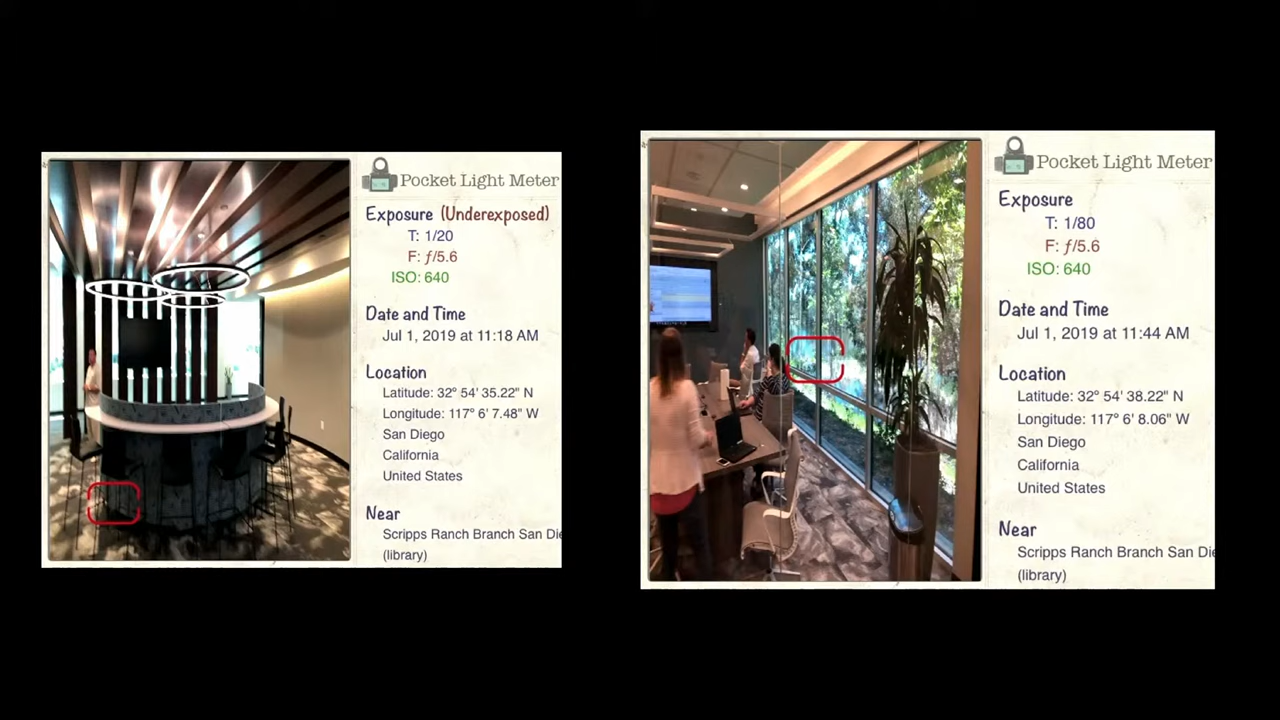 Pocket Light Meter
Exposure (Underexposed)
T: 1/20
F: ƒ/5.6
ISO: 640
Date and Time
Jul 1, 2019 at 11:18 AM
Location
Latitude: 32° 54' 35.22" N
Longitude: 117° 6' 7.48" W
San Diego
California
United States
Near
Scripps Ranch Branch San Die
(library)
Pocket Light Meter
Exposure
T: 1/80
F: ƒ/5.6
ISO: 640
Date and Time
Jul 1, 2019 at 11:44 AM
Location
Latitude: 32° 54' 38.22" N
Longitude: 117° 6' 8.06" W
San Diego
California
United States
Near
Scripps Ranch Branch San Die
(library)